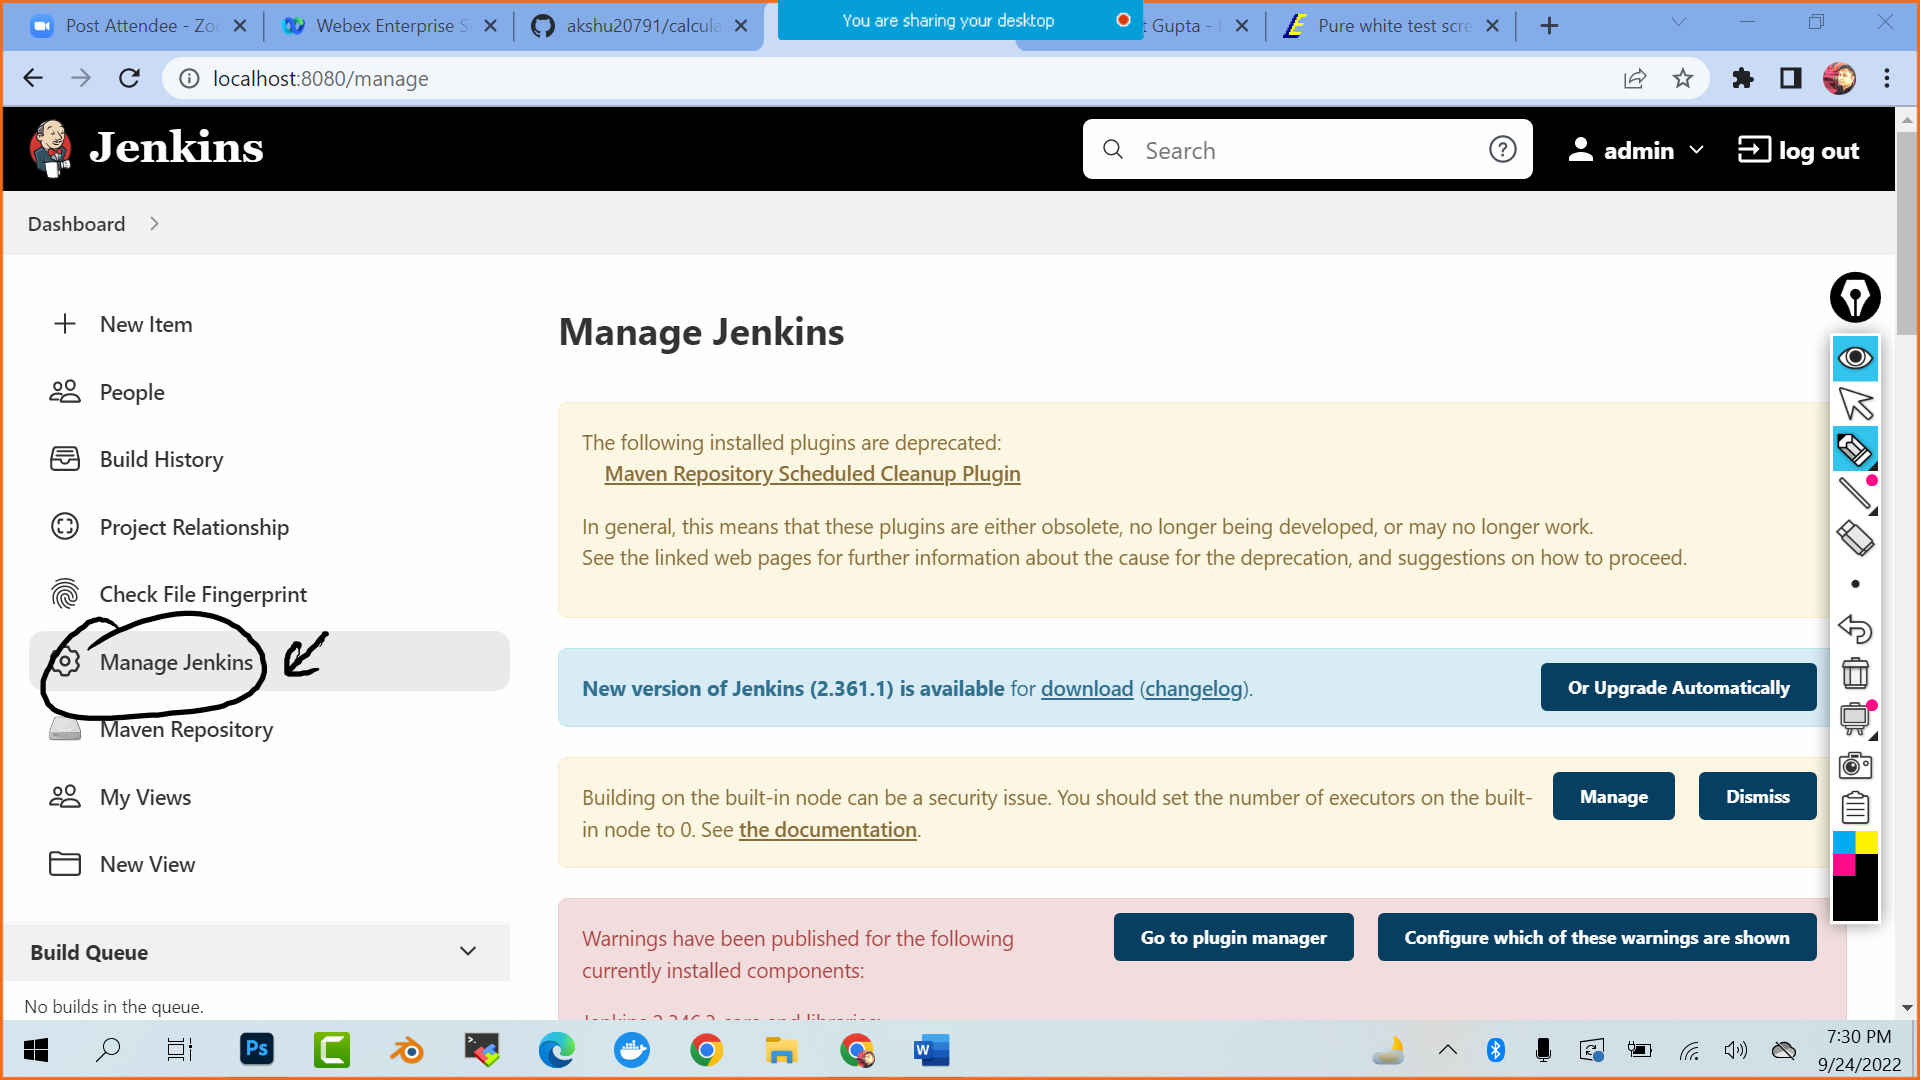 Post Attendee - Zoo
Webex Enterprise S
akshu20791/calcula
You are sharing your desktop
t Gupta -
Pure white test scre
localhost:8080/manage
Jenkins
Search
admin
log out
Dashboard
New Item
People
Build History
Project Relationship
Check File Fingerprint
Manage Jenkins
Maven Repository
My Views
New View
Build Queue
No builds in the queue.
Manage Jenkins
The following installed plugins are deprecated:
Maven Repository Scheduled Cleanup Plugin
In general, this means that these plugins are either obsolete, no longer being developed, or may no longer work.
See the linked web pages for further information about the cause for the deprecation, and suggestions on how to proceed.
New version of Jenkins (2.361.1) is available for download (changelog).
Or Upgrade Automatically
Building on the built-in node can be a security issue. You should set the number of executors on the built-
in node to 0. See the documentation.
Manage
Dismiss
Warnings have been published for the following
currently installed components:
Go to plugin manager
Configure which of these warnings are shown
Jenkins 2.346.3 core and libraries:
Ps
W
7:30 PM
9/24/2022